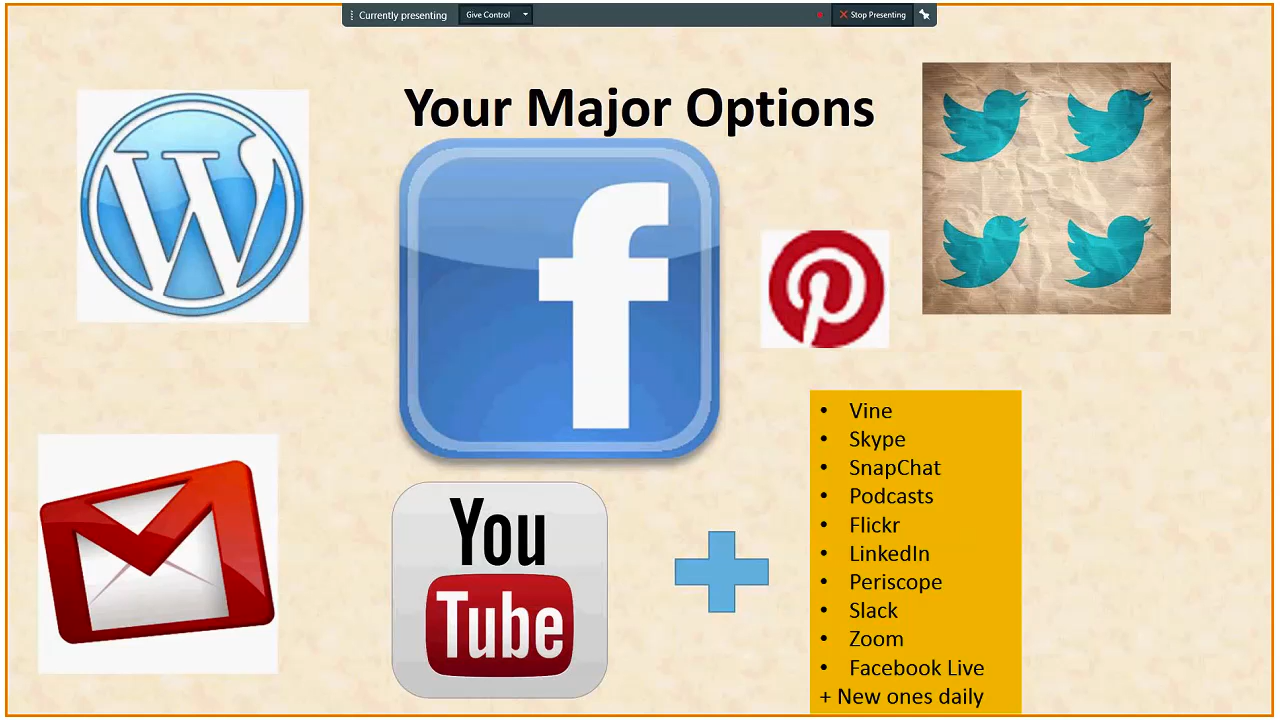 Currently presenting
Give Control
Stop Presenting
Your Major Options
You
Tube
• Vine
• Skype
• SnapChat
• Podcasts
• Flickr
• LinkedIn
• Periscope
• Slack
• Zoom
• Facebook Live
+ New ones daily